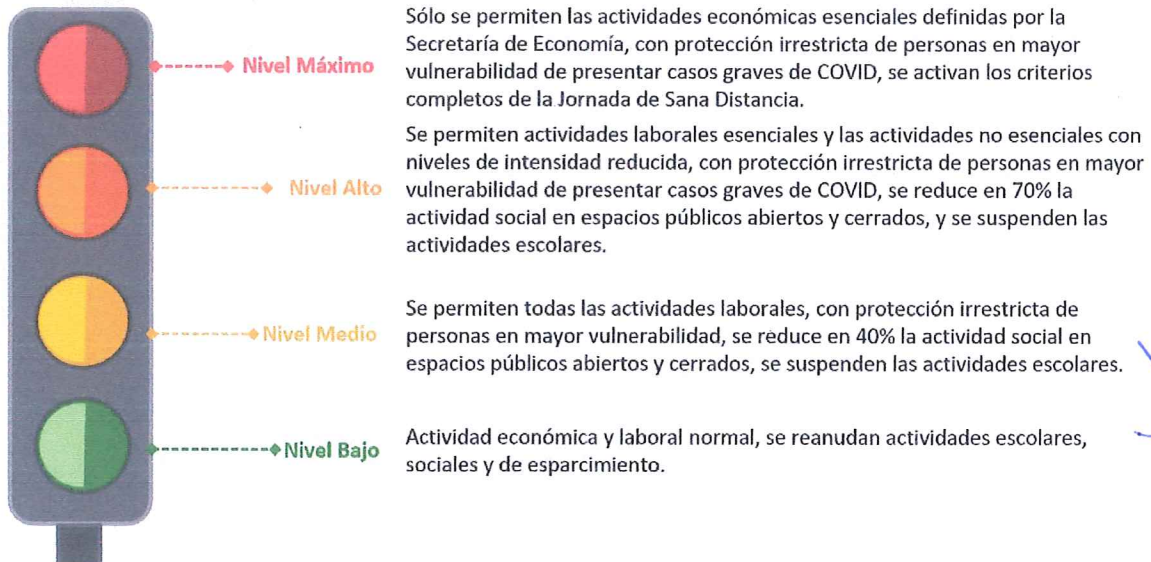 Nivel Máximo
Sólo se permiten las actividades económicas esenciales definidas por la
Secretaría de Economía, con protección irrestricta de personas en mayor
vulnerabilidad de presentar casos graves de COVID, se activan los criterios
completos de la Jornada de Sana Distancia.
Nivel Alto
Se permiten actividades laborales esenciales y las actividades no esenciales con
niveles de intensidad reducida, con protección irrestricta de personas en mayor
vulnerabilidad de presentar casos graves de COVID, se reduce en 70% la
actividad social en espacios públicos abiertos y cerrados, y se suspenden las
actividades escolares.
Nivel Medio
Se permiten todas las actividades laborales, con protección irrestricta de
personas en mayor vulnerabilidad, se reduce en 40% la actividad social en
espacios públicos abiertos y cerrados, se suspenden las actividades escolares.
Nivel Bajo
Actividad económica y laboral normal, se reanudan actividades escolares,
sociales y de esparcimiento.